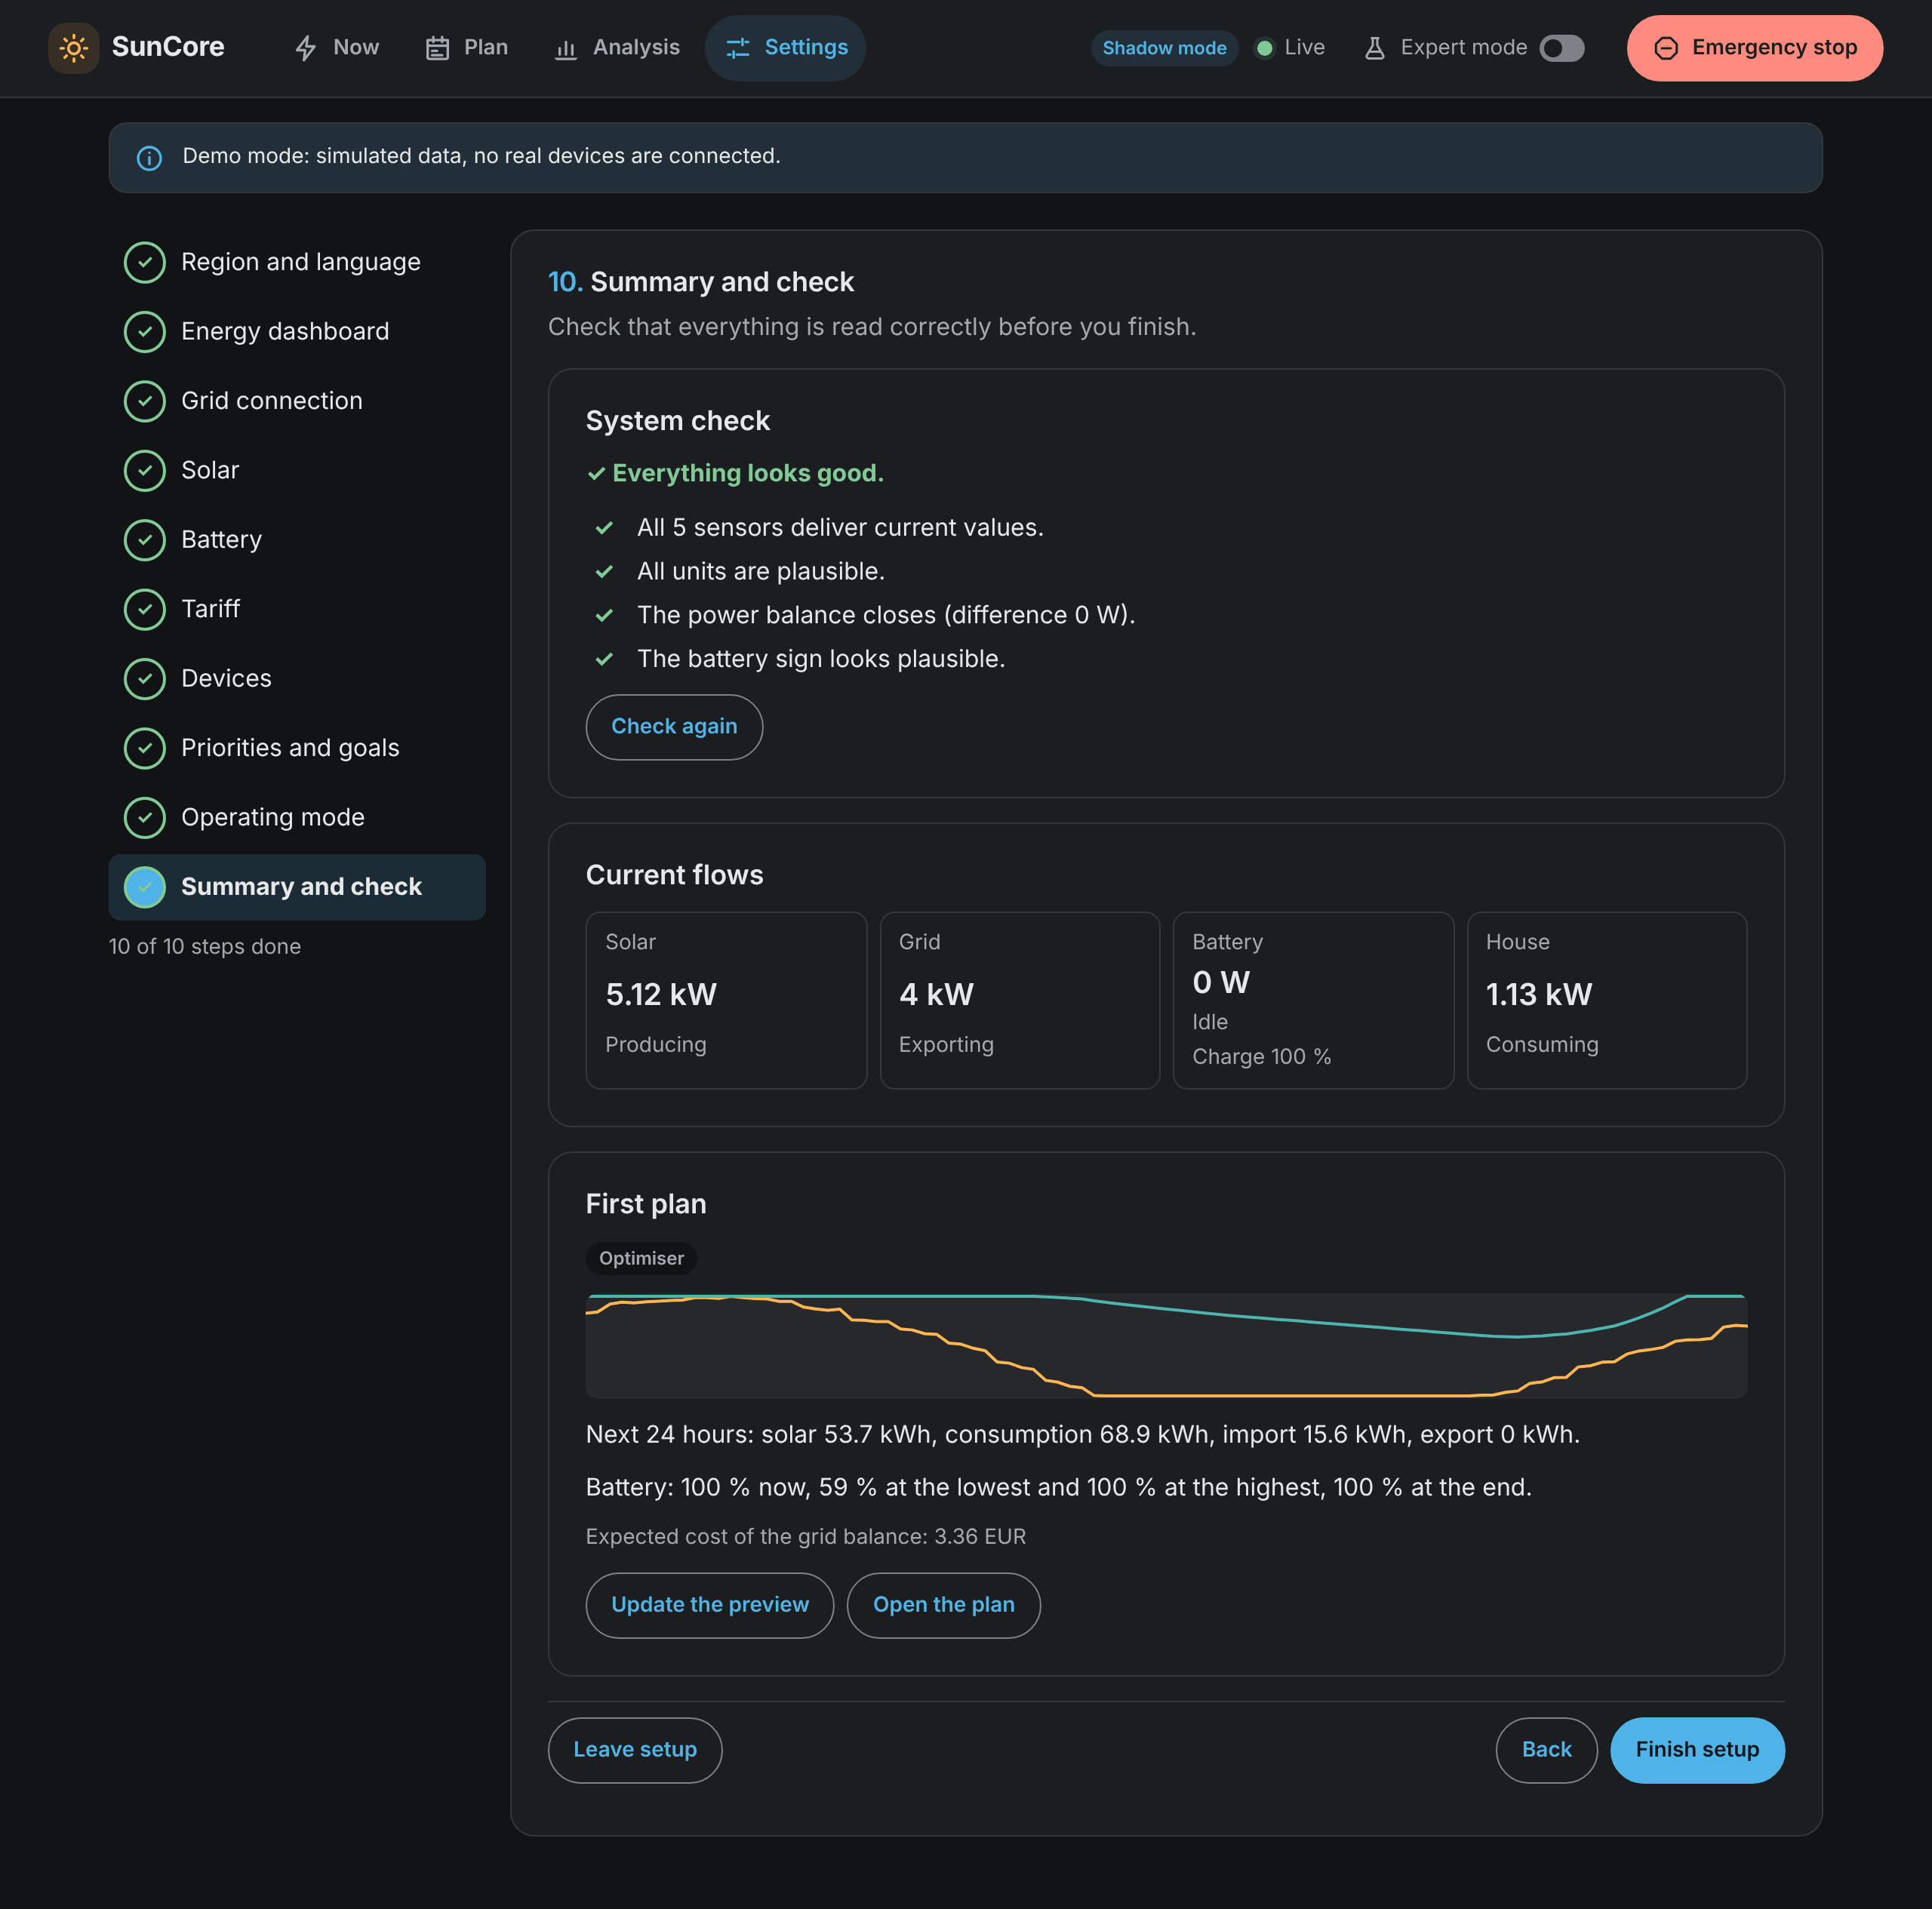 SunCore
Now
Plan
Analysis
Settings
Shadow mode
Live
Expert mode
Emergency stop
Demo mode: simulated data, no real devices are connected.
Region and language
Energy dashboard
Grid connection
Solar
Battery
Tariff
Devices
Priorities and goals
Operating mode
Summary and check
10 of 10 steps done
10. Summary and check
Check that everything is read correctly before you finish.
System check
Everything looks good.
All 5 sensors deliver current values.
All units are plausible.
The power balance closes (difference 0 W).
The battery sign looks plausible.
Check again
Current flows
Solar
5.12 kW
Producing
Grid
4 kW
Exporting
Battery
0 W
Idle
Charge 100 %
House
1.13 kW
Consuming
First plan
Optimiser
Next 24 hours: solar 53.7 kWh, consumption 68.9 kWh, import 15.6 kWh, export 0 kWh.
Battery: 100 % now, 59 % at the lowest and 100 % at the highest, 100 % at the end.
Expected cost of the grid balance: 3.36 EUR
Update the preview
Open the plan
Leave setup
Back
Finish setup